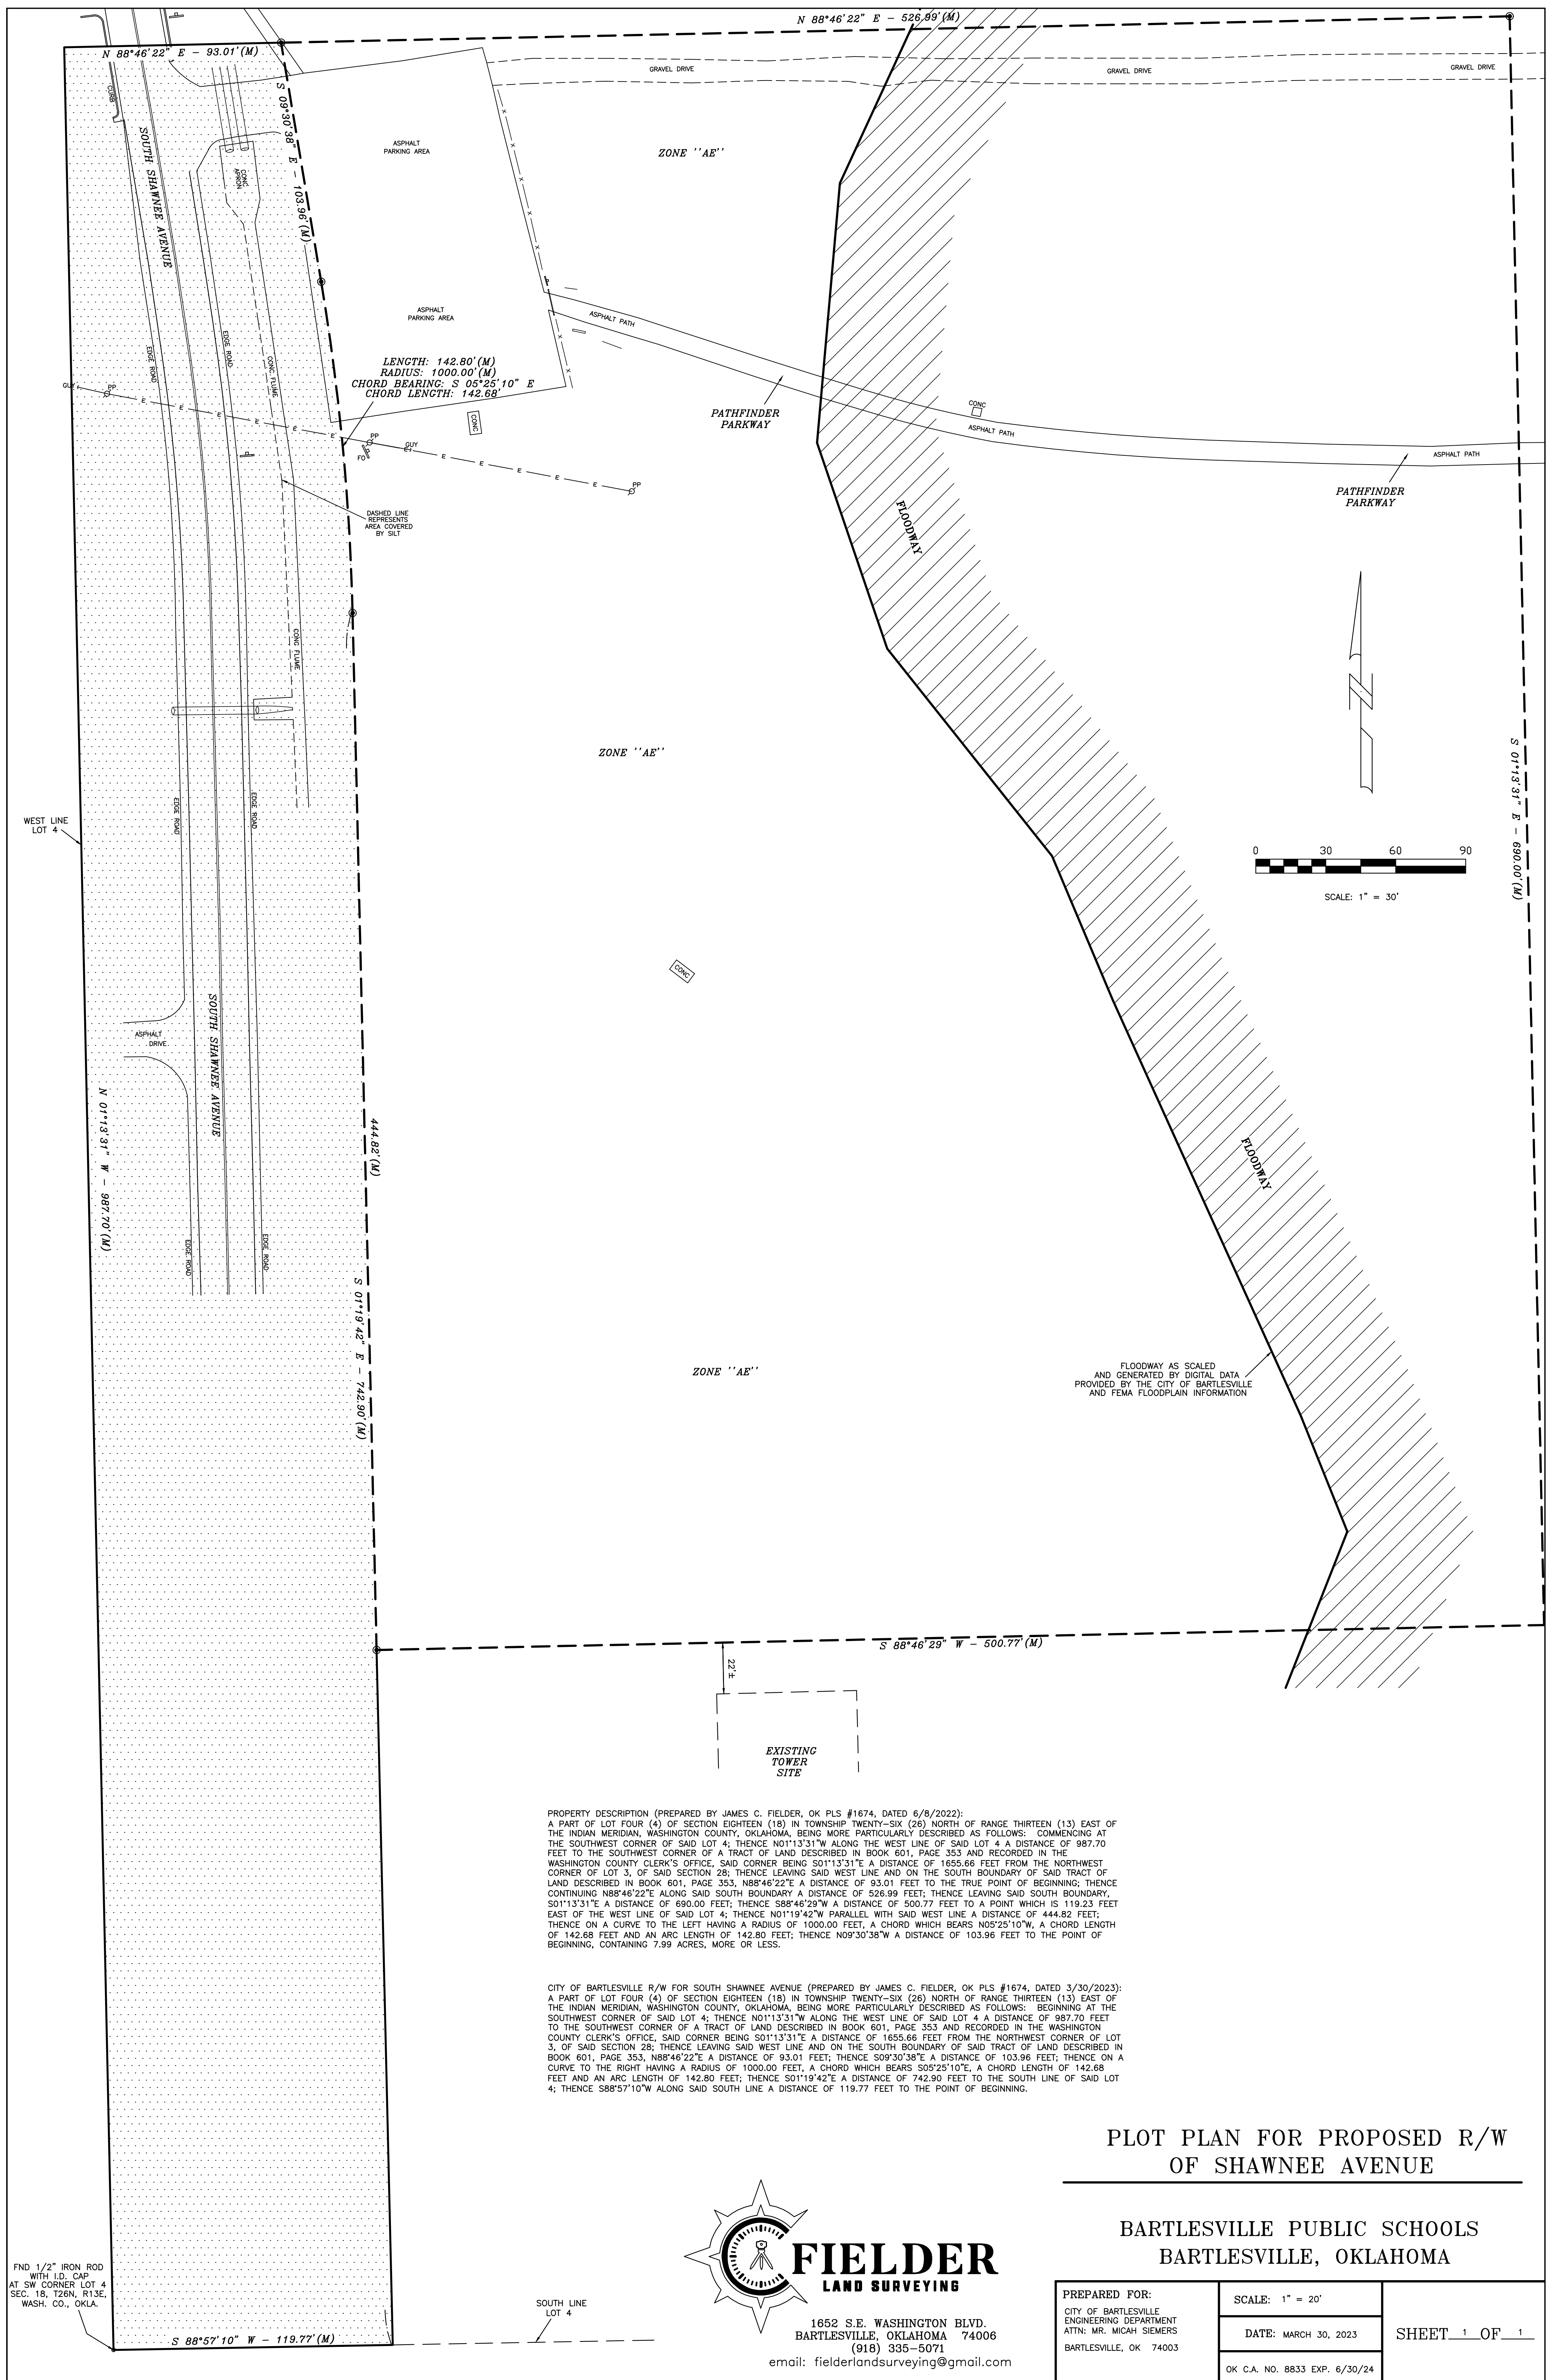 N 88°46'22" E - 526.99'(M)
N 88°46'22" E - 93.01'(M)
GRAVEL DRIVE
GRAVEL DRIVE
GRAVEL DRIVE
CURB
SOUTH SHAWNEE AVENUE
S 09°30'38" E - 103.96'(M)
CONC
APRON
ASPHALT
PARKING AREA
ZONE ''AE''
ASPHALT
PARKING AREA
ASPHALT PATH
EDGE ROAD
EDGE ROAD
CONC. FLUME
LENGTH: 142.80'(M)
RADIUS: 1000.00'(M)
CHORD BEARING: S 05°25'10" E
CHORD LENGTH: 142.68'
GUY
PP
E E E E E E
PP
GUY
FO
E E E E E
PP
CONC
PATHFINDER
PARKWAY
CONC
ASPHALT PATH
ASPHALT PATH
PATHFINDER
PARKWAY
DASHED LINE
REPRESENTS
AREA COVERED
BY SILT
FLOODWAY
CONC FLUME
ZONE ''AE''
S 01°13'31" E - 690.00'(M)
WEST LINE
LOT 4
EDGE ROAD
EDGE ROAD
0 30 60 90
SCALE: 1" = 30'
CONC
SOUTH SHAWNEE AVENUE
ASPHALT
DRIVE
N 01°13'31" W - 987.70'(M)
444.82'(M)
FLOODWAY
EDGE ROAD
EDGE ROAD
S 01°19'42" E - 742.90'(M)
ZONE ''AE''
FLOODWAY AS SCALED
AND GENERATED BY DIGITAL DATA
PROVIDED BY THE CITY OF BARTLESVILLE
AND FEMA FLOODPLAIN INFORMATION
S 88°46'29" W - 500.77'(M)
22'±
EXISTING
TOWER
SITE
PROPERTY DESCRIPTION (PREPARED BY JAMES C. FIELDER, OK PLS #1674, DATED 6/8/2022):
A PART OF LOT FOUR (4) OF SECTION EIGHTEEN (18) IN TOWNSHIP TWENTY-SIX (26) NORTH OF RANGE THIRTEEN (13) EAST OF
THE INDIAN MERIDIAN, WASHINGTON COUNTY, OKLAHOMA, BEING MORE PARTICULARLY DESCRIBED AS FOLLOWS: COMMENCING AT
THE SOUTHWEST CORNER OF SAID LOT 4; THENCE N01°13'31"W ALONG THE WEST LINE OF SAID LOT 4 A DISTANCE OF 987.70
FEET TO THE SOUTHWEST CORNER OF A TRACT OF LAND DESCRIBED IN BOOK 601, PAGE 353 AND RECORDED IN THE
WASHINGTON COUNTY CLERK'S OFFICE, SAID CORNER BEING S01°13'31"E A DISTANCE OF 1655.66 FEET FROM THE NORTHWEST
CORNER OF LOT 3, OF SAID SECTION 28; THENCE LEAVING SAID WEST LINE AND ON THE SOUTH BOUNDARY OF SAID TRACT OF
LAND DESCRIBED IN BOOK 601, PAGE 353, N88°46'22"E A DISTANCE OF 93.01 FEET TO THE TRUE POINT OF BEGINNING; THENCE
CONTINUING N88°46'22"E ALONG SAID SOUTH BOUNDARY A DISTANCE OF 526.99 FEET; THENCE LEAVING SAID SOUTH BOUNDARY,
S01°13'31"E A DISTANCE OF 690.00 FEET; THENCE S88°46'29"W A DISTANCE OF 500.77 FEET TO A POINT WHICH IS 119.23 FEET
EAST OF THE WEST LINE OF SAID LOT 4; THENCE N01°19'42"W PARALLEL WITH SAID WEST LINE A DISTANCE OF 444.82 FEET;
THENCE ON A CURVE TO THE LEFT HAVING A RADIUS OF 1000.00 FEET, A CHORD WHICH BEARS N05°25'10"W, A CHORD LENGTH
OF 142.68 FEET AND AN ARC LENGTH OF 142.80 FEET; THENCE N09°30'38"W A DISTANCE OF 103.96 FEET TO THE POINT OF
BEGINNING, CONTAINING 7.99 ACRES, MORE OR LESS.
CITY OF BARTLESVILLE R/W FOR SOUTH SHAWNEE AVENUE (PREPARED BY JAMES C. FIELDER, OK PLS #1674, DATED 3/30/2023):
A PART OF LOT FOUR (4) OF SECTION EIGHTEEN (18) IN TOWNSHIP TWENTY-SIX (26) NORTH OF RANGE THIRTEEN (13) EAST OF
THE INDIAN MERIDIAN, WASHINGTON COUNTY, OKLAHOMA, BEING MORE PARTICULARLY DESCRIBED AS FOLLOWS: BEGINNING AT THE
SOUTHWEST CORNER OF SAID LOT 4; THENCE N01°13'31"W ALONG THE WEST LINE OF SAID LOT 4 A DISTANCE OF 987.70 FEET
TO THE SOUTHWEST CORNER OF A TRACT OF LAND DESCRIBED IN BOOK 601, PAGE 353 AND RECORDED IN THE WASHINGTON
COUNTY CLERK'S OFFICE, SAID CORNER BEING S01°13'31"E A DISTANCE OF 1655.66 FEET FROM THE NORTHWEST CORNER OF LOT
3, OF SAID SECTION 28; THENCE LEAVING SAID WEST LINE AND ON THE SOUTH BOUNDARY OF SAID TRACT OF LAND DESCRIBED IN
BOOK 601, PAGE 353, N88°46'22"E A DISTANCE OF 93.01 FEET; THENCE S09°30'38"E A DISTANCE OF 103.96 FEET; THENCE ON A
CURVE TO THE RIGHT HAVING A RADIUS OF 1000.00 FEET, A CHORD WHICH BEARS S05°25'10"E, A CHORD LENGTH OF 142.68
FEET AND AN ARC LENGTH OF 142.80 FEET; THENCE S01°19'42"E A DISTANCE OF 742.90 FEET TO THE SOUTH LINE OF SAID LOT
4; THENCE S88°57'10"W ALONG SAID SOUTH LINE A DISTANCE OF 119.77 FEET TO THE POINT OF BEGINNING.
PLOT PLAN FOR PROPOSED R/W
OF SHAWNEE AVENUE
BARTLESVILLE PUBLIC SCHOOLS
BARTLESVILLE, OKLAHOMA
FND 1/2" IRON ROD
WITH I.D. CAP
AT SW CORNER LOT 4
SEC. 18, T26N, R13E,
WASH. CO., OKLA.
S 88°57'10" W - 119.77'(M)
SOUTH LINE
LOT 4
FIELDER
LAND SURVEYING
1652 S.E. WASHINGTON BLVD.
BARTLESVILLE, OKLAHOMA 74006
(918) 335-5071
email: fielderlandsurveying@gmail.com
PREPARED FOR:
CITY OF BARTLESVILLE
ENGINEERING DEPARTMENT
ATTN: MR. MICAH SIEMERS
BARTLESVILLE, OK 74003
SCALE: 1" = 20'
DATE: MARCH 30, 2023
OK C.A. NO. 8833 EXP. 6/30/24
SHEET 1 OF 1